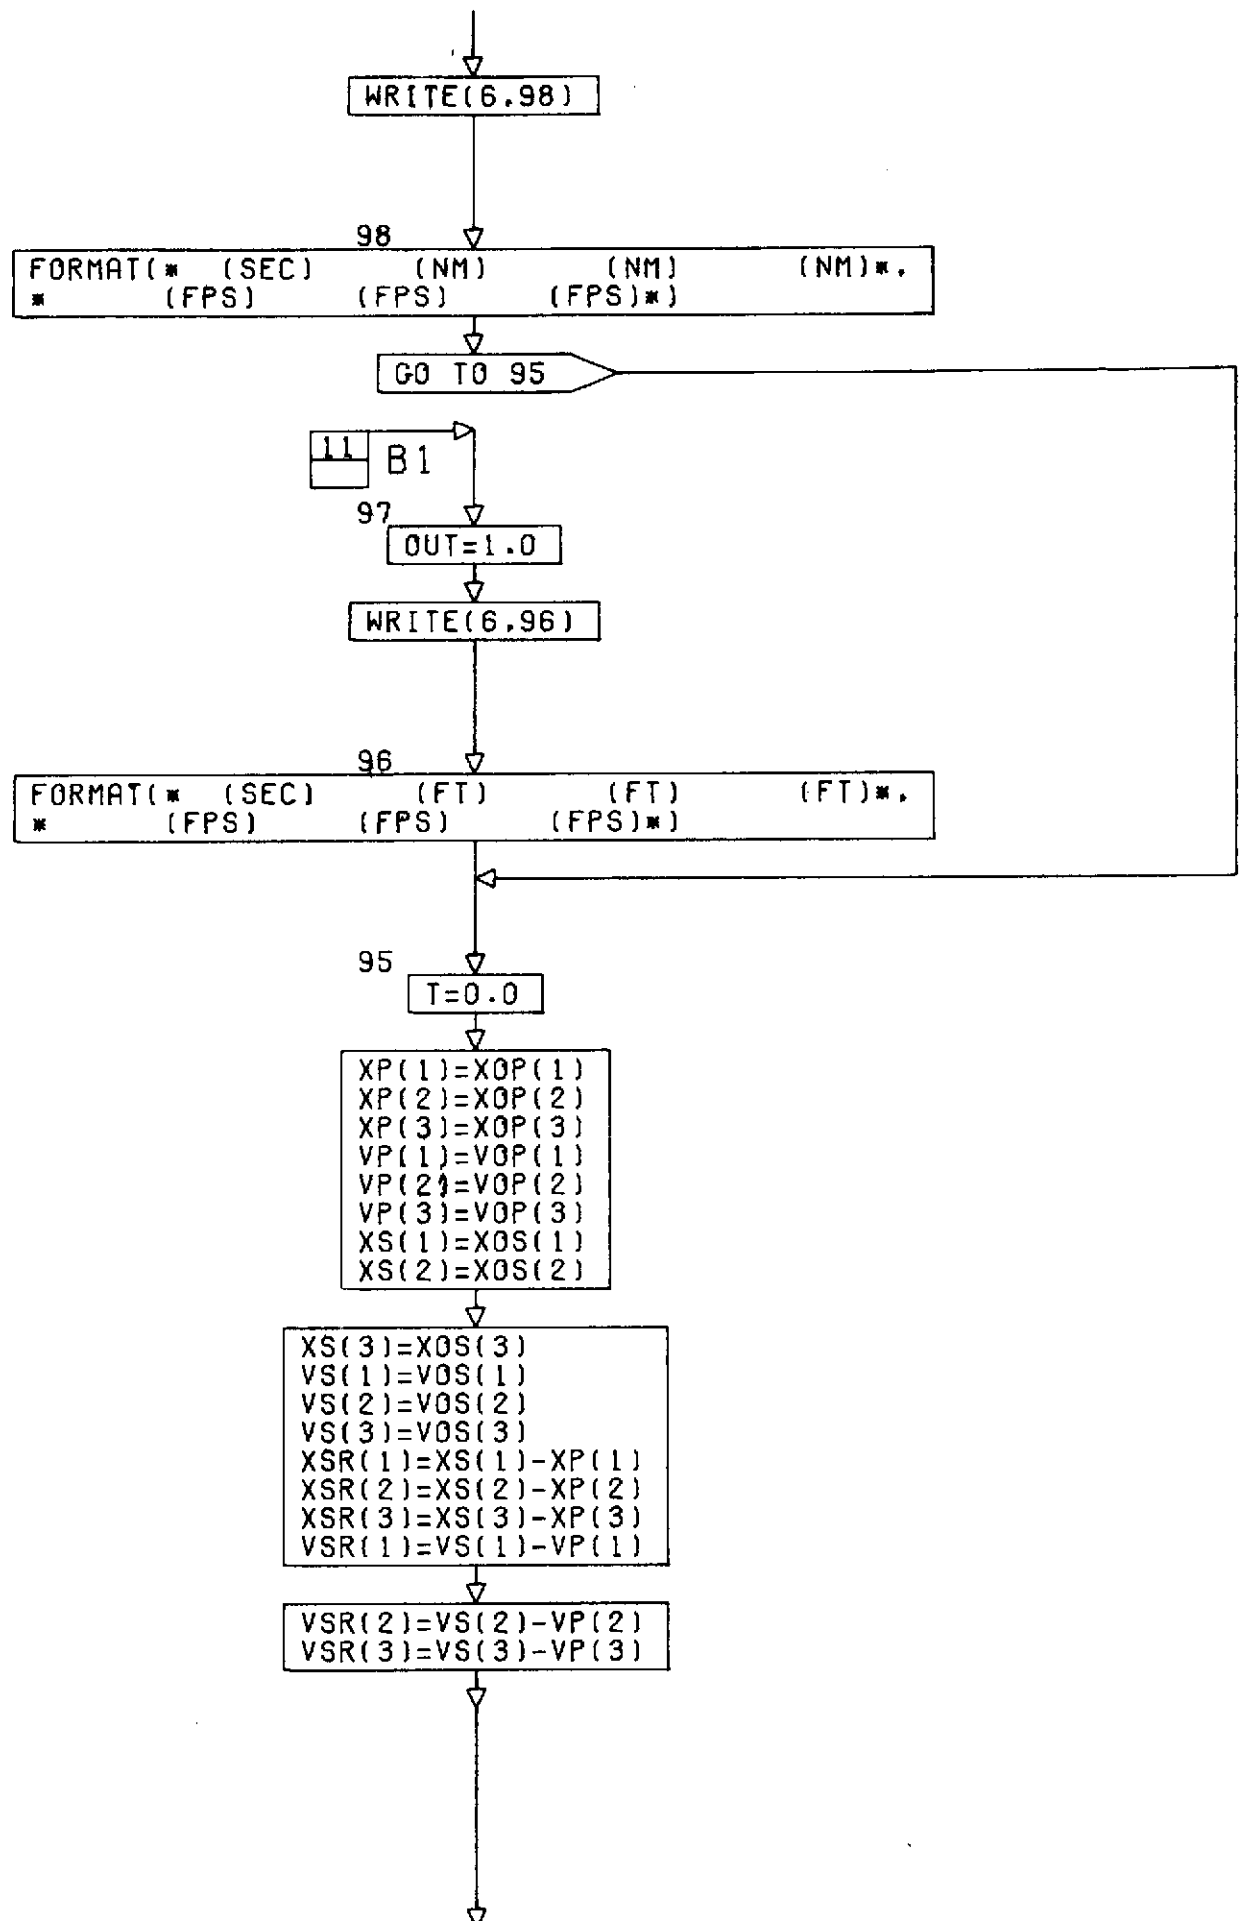 WRITE(6,98)
98
FORMAT(*  (SEC)     (NM)      (NM)      (NM)*,
*      (FPS)     (FPS)     (FPS)*)
GO TO 95
11
B1
97
OUT=1.0
WRITE(6,96)
96
FORMAT(*  (SEC)     (FT)      (FT)      (FT)*,
*      (FPS)     (FPS)     (FPS)*)
95
T=0.0
XP(1)=XOP(1)
XP(2)=XOP(2)
XP(3)=XOP(3)
VP(1)=VOP(1)
VP(2)=VOP(2)
VP(3)=VOP(3)
XS(1)=XOS(1)
XS(2)=XOS(2)
XS(3)=XOS(3)
VS(1)=VOS(1)
VS(2)=VOS(2)
VS(3)=VOS(3)
XSR(1)=XS(1)-XP(1)
XSR(2)=XS(2)-XP(2)
XSR(3)=XS(3)-XP(3)
VSR(1)=VS(1)-VP(1)
VSR(2)=VS(2)-VP(2)
VSR(3)=VS(3)-VP(3)